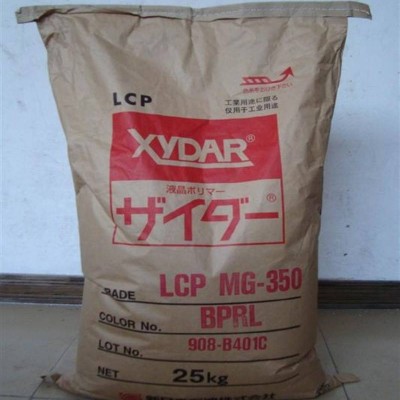 LCP
工業用途に限る
仅用于工业用途
XYDAR®
液晶ポリマー
ザイダー®
GRADE LCP MG-350
COLOR No. BPRL
LOT No. 908-B401C
NET 25kg